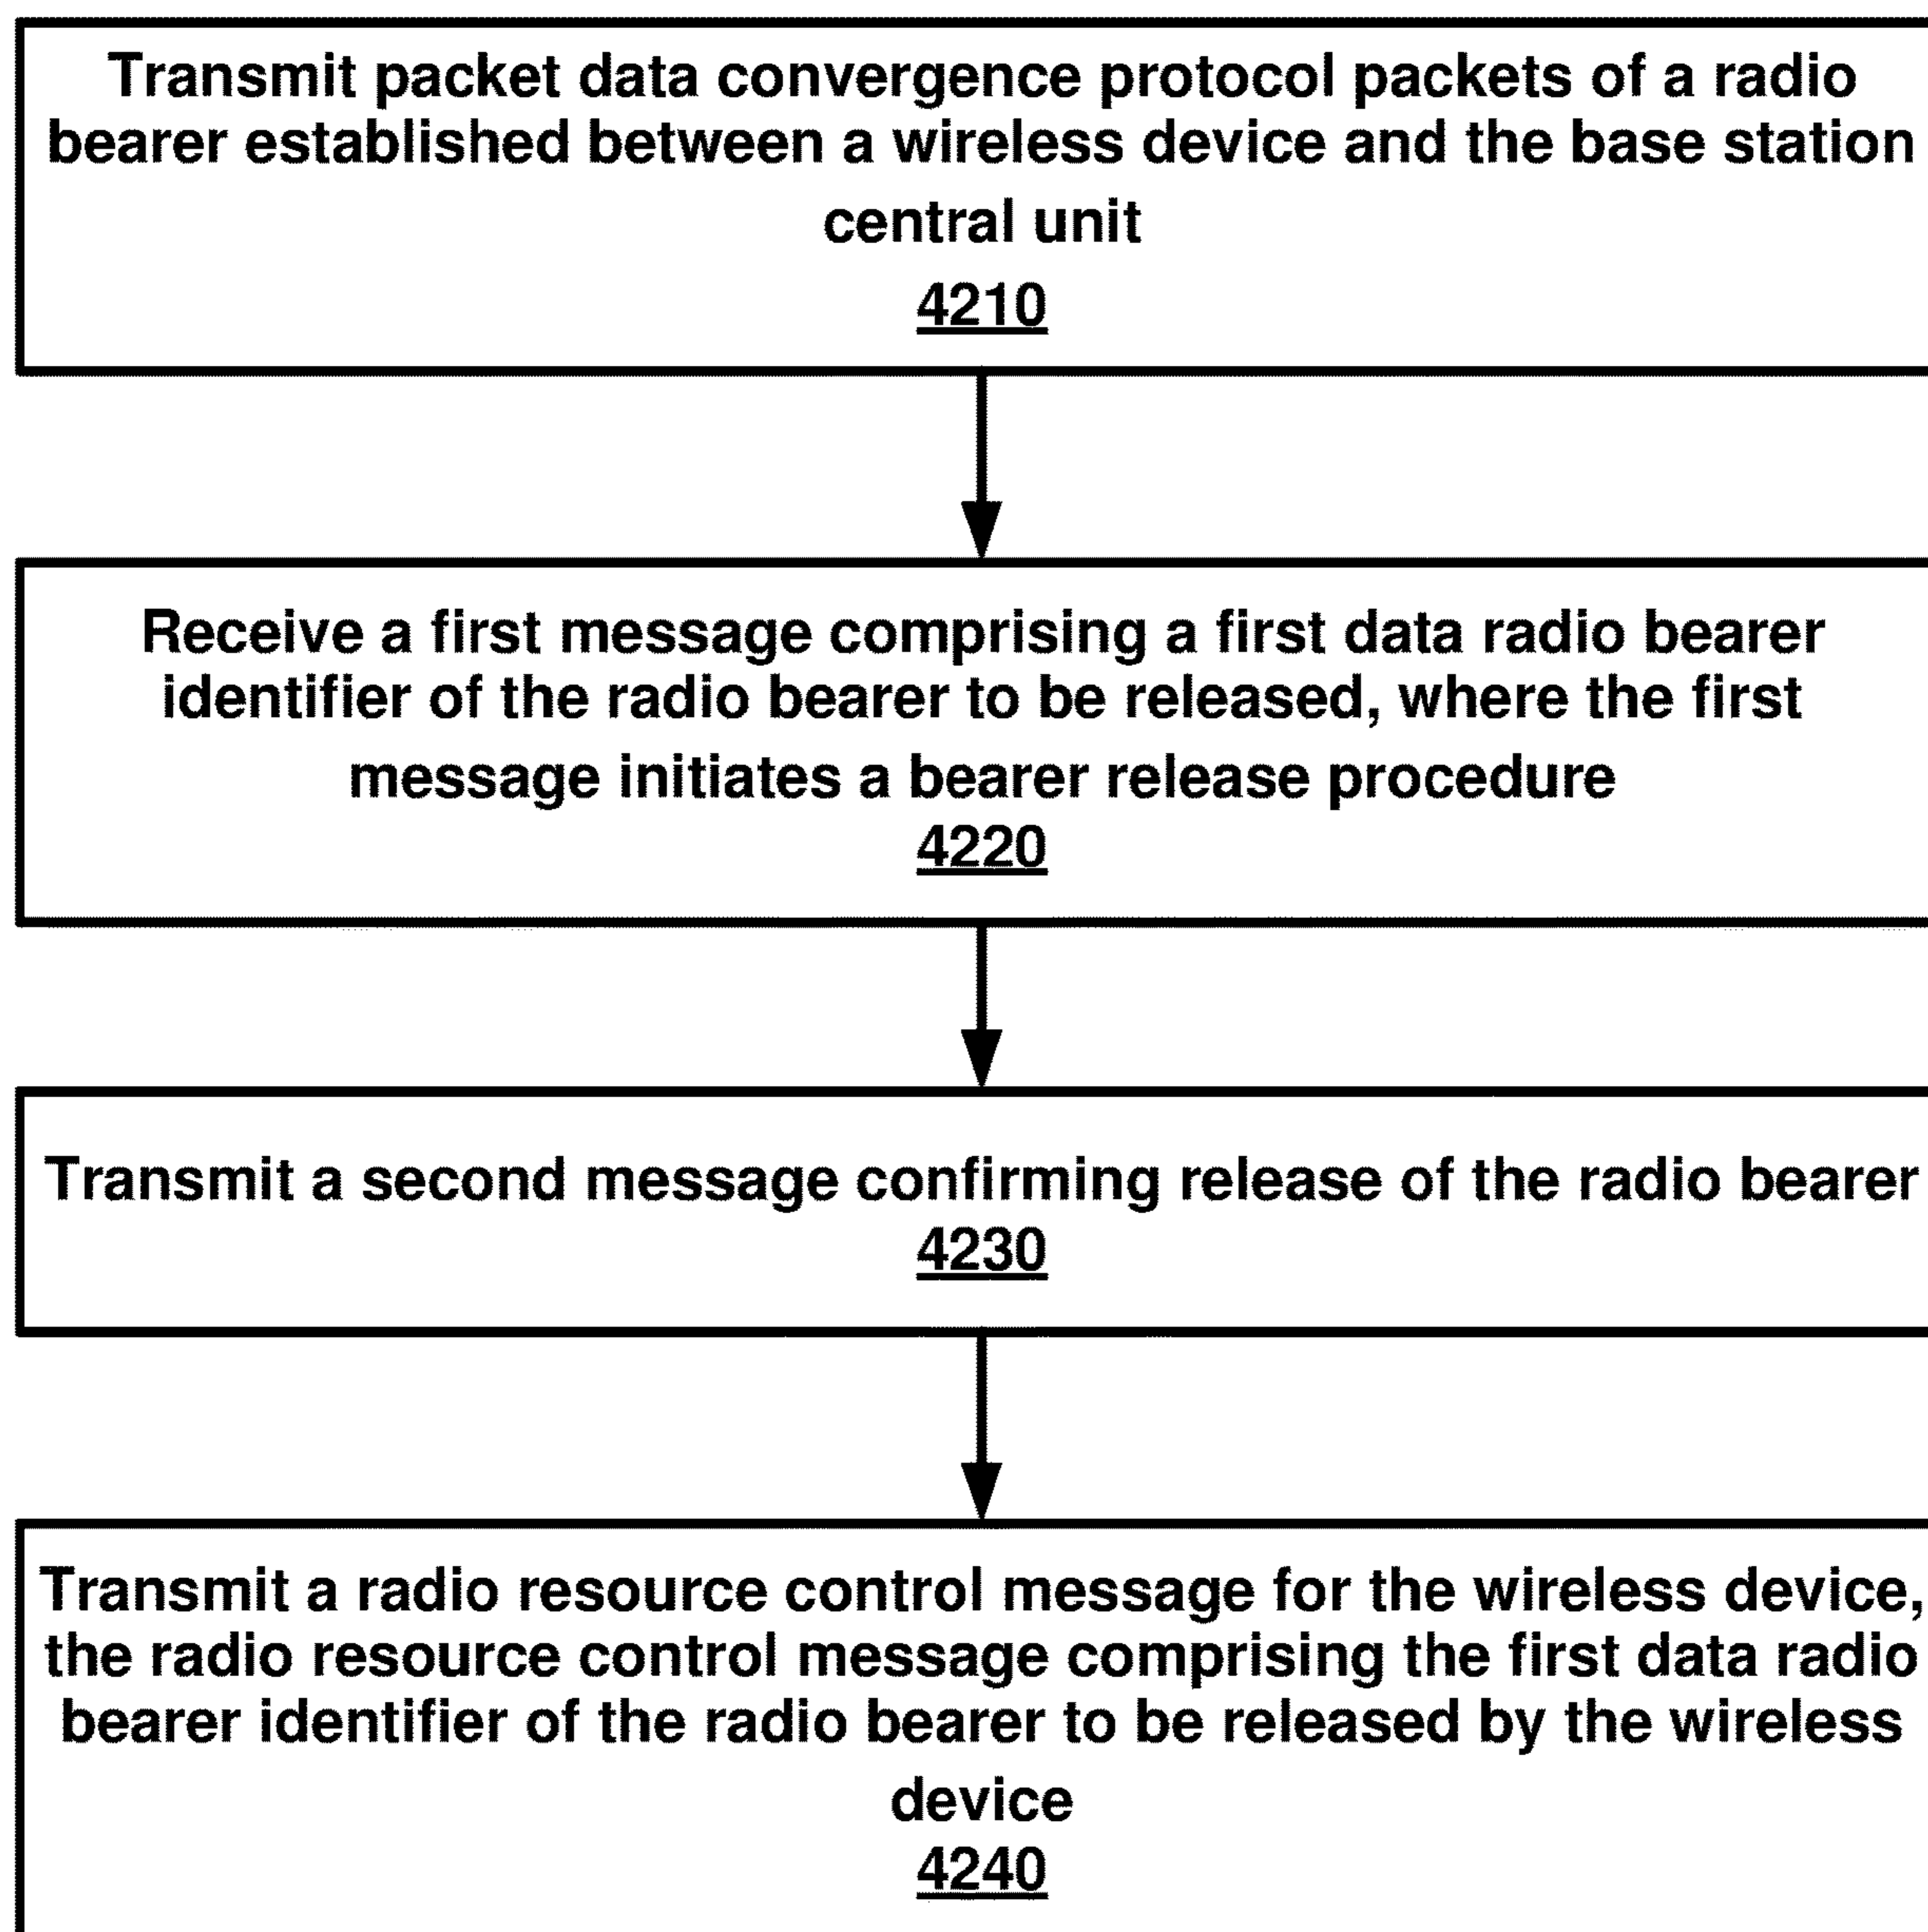 Transmit packet data convergence protocol packets of a radio
bearer established between a wireless device and the base station
central unit
4210
Receive a first message comprising a first data radio bearer
identifier of the radio bearer to be released, where the first
message initiates a bearer release procedure
4220
Transmit a second message confirming release of the radio bearer
4230
Transmit a radio resource control message for the wireless device,
the radio resource control message comprising the first data radio
bearer identifier of the radio bearer to be released by the wireless
device
4240